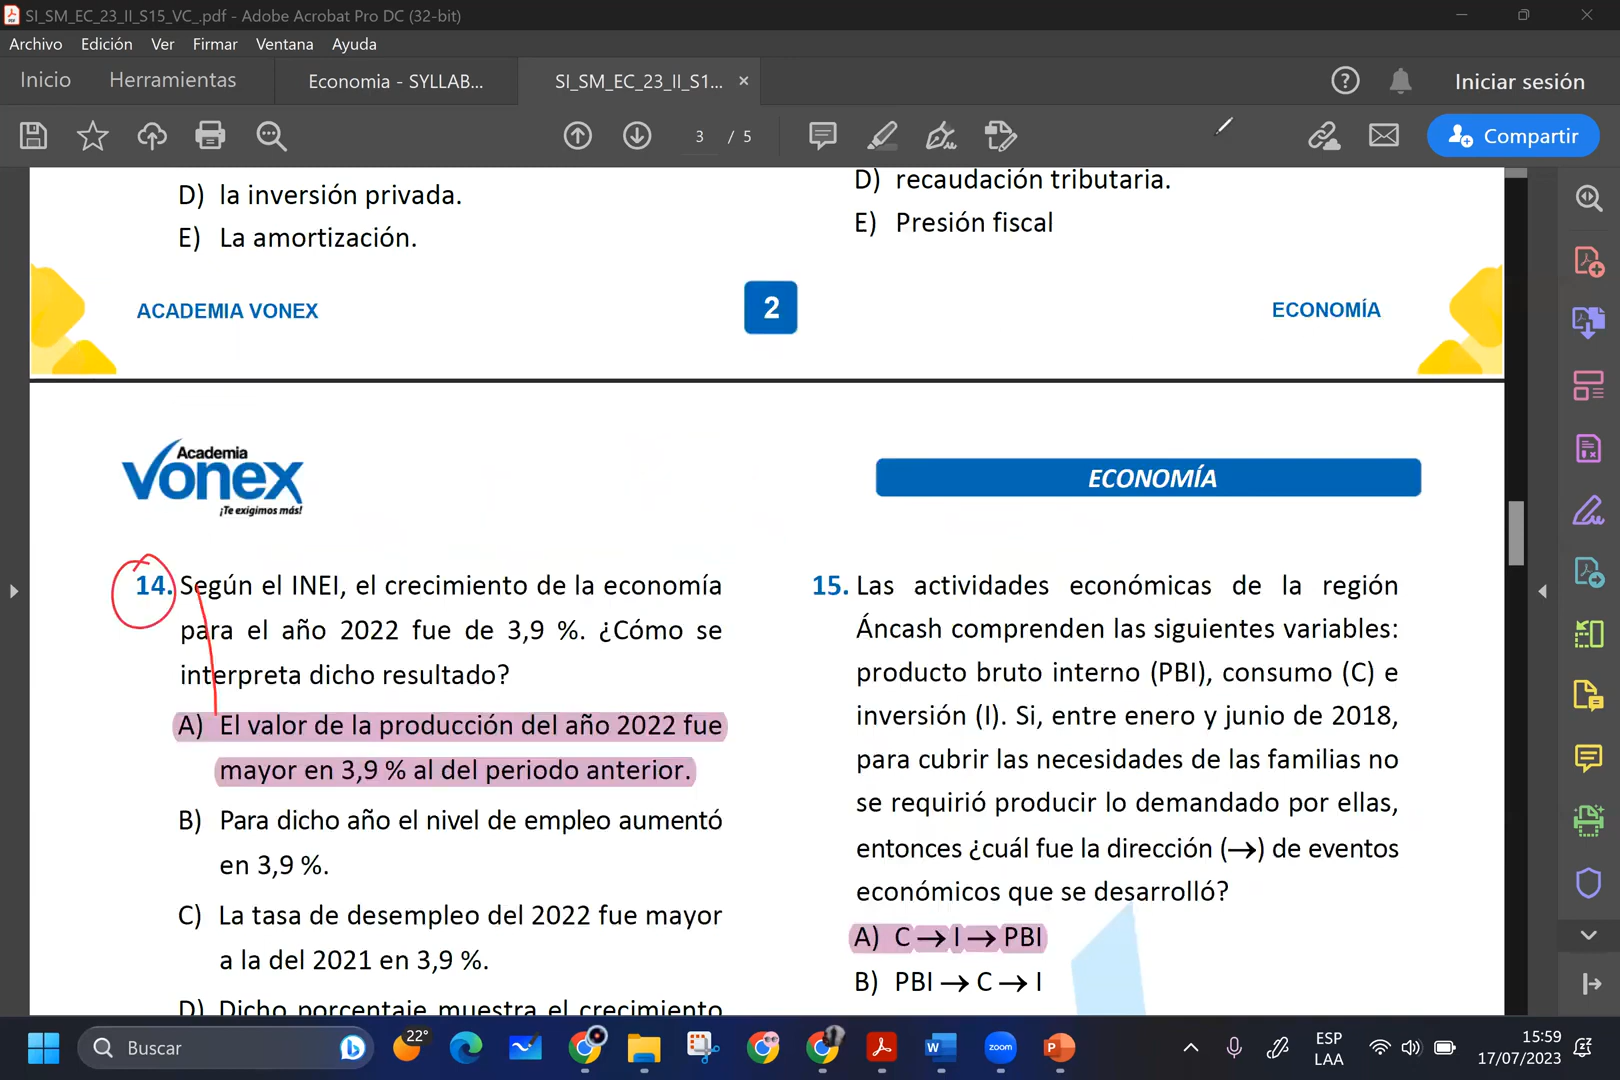 SI_SM_EC_23_II_S15_VC_.pdf - Adobe Acrobat Pro DC (32-bit)
Archivo Edición Ver Firmar Ventana Ayuda
Inicio Herramientas Economia - SYLLAB... SI_SM_EC_23_II_S1... × Iniciar sesión
3 / 5 Compartir
D) la inversión privada.
E) La amortización.
D) recaudación tributaria.
E) Presión fiscal
ACADEMIA VONEX 2 ECONOMÍA
Academia
vonex
¡Te exigimos más!
ECONOMÍA
14. Según el INEI, el crecimiento de la economía
para el año 2022 fue de 3,9 %. ¿Cómo se
interpreta dicho resultado?
A) El valor de la producción del año 2022 fue
mayor en 3,9 % al del periodo anterior.
B) Para dicho año el nivel de empleo aumentó
en 3,9 %.
C) La tasa de desempleo del 2022 fue mayor
a la del 2021 en 3,9 %.
D) Dicho porcentaje muestra el crecimiento
15. Las actividades económicas de la región
Áncash comprenden las siguientes variables:
producto bruto interno (PBI), consumo (C) e
inversión (I). Si, entre enero y junio de 2018,
para cubrir las necesidades de las familias no
se requirió producir lo demandado por ellas,
entonces ¿cuál fue la dirección (→) de eventos
económicos que se desarrolló?
A) C → I → PBI
B) PBI → C → I
Buscar 22° zoom ESP 15:59
LAA 17/07/2023